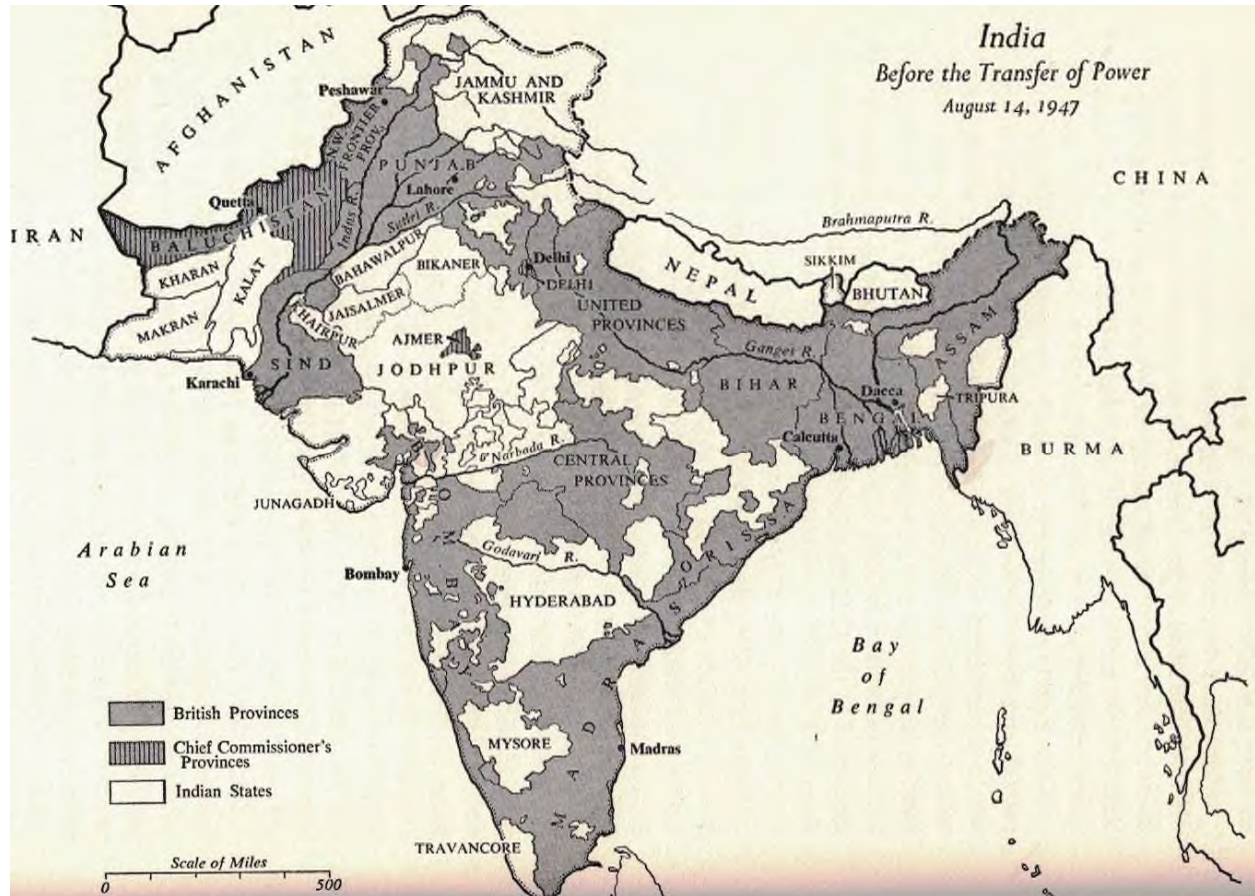 India
Before the Transfer of Power
August 14, 1947
AFGHANISTAN
JAMMU AND
KASHMIR
Peshawar
N.W.
FRONTIER
PROV.
PUNJAB
Lahore
CHINA
Quetta
Indus R.
Sutlej R.
IRAN
BALUCHISTAN
Brahmaputra R.
KHARAN
KALAT
BAHAWALPUR
BIKANER
Delhi
DELHI
NEPAL
SIKKIM
BHUTAN
MAKRAN
KHAIRPUR
JAISALMER
UNITED
PROVINCES
ASSAM
AJMER
Ganges R.
SIND
JODHPUR
Karachi
BIHAR
Dacca
TRIPURA
BENGAL
Calcutta
Narbada R.
CENTRAL
PROVINCES
BURMA
JUNAGADH
ORISSA
Arabian
Sea
Godavari R.
Bombay
BOMBAY
HYDERABAD
Bay
of
Bengal
MADRAS
British Provinces
Chief Commissioner's
Provinces
Indian States
MYSORE
Madras
TRAVANCORE
Scale of Miles
0 500